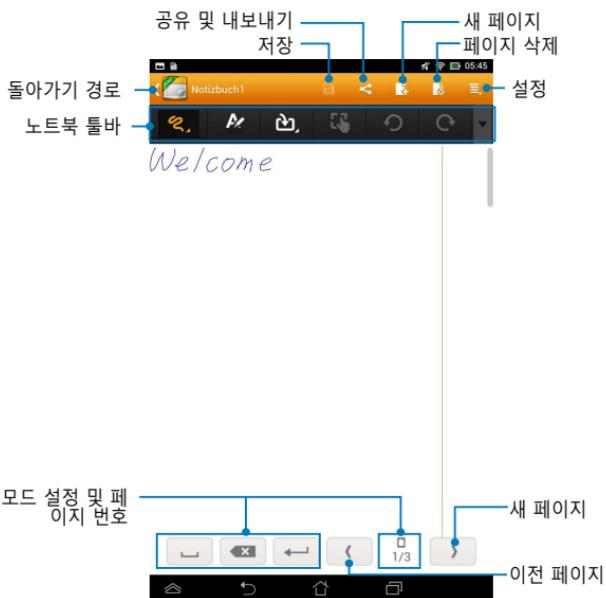 공유 및 내보내기
새 페이지
저장
페이지 삭제
05:45
돌아가기 경로
Notizbuch1
설정
노트북 툴바
Welcome
모드 설정 및 페
이지 번호
새 페이지
1/3
이전 페이지